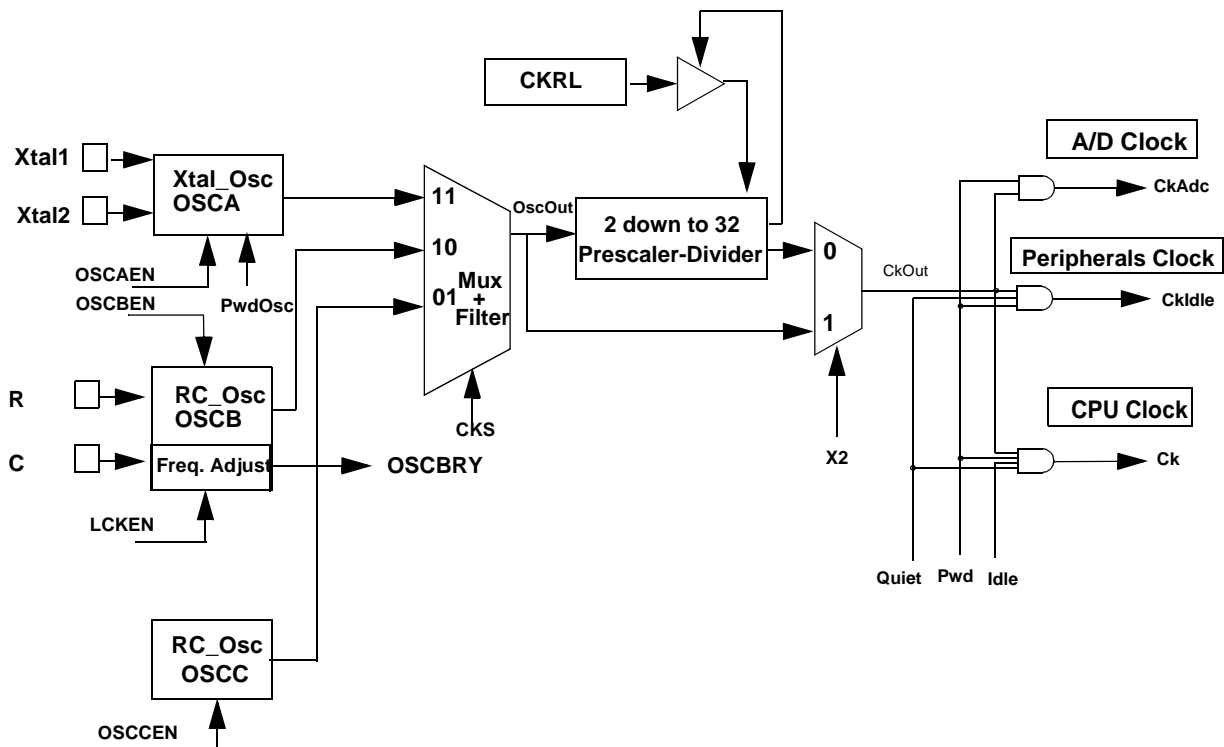 CKRL
A/D Clock
Xtal1
Xtal_Osc
OSCA
Xtal2
11
OscOut
2 down to 32
Prescaler-Divider
CkAdc
10
0
CkOut
Peripherals Clock
OSCAEN
OSCBEN
PwdOsc
01
Mux
+
Filter
CkIdle
1
R
RC_Osc
OSCB
CPU Clock
CKS
C
Freq. Adjust
OSCBRY
X2
Ck
LCKEN
Quiet
Pwd
Idle
RC_Osc
OSCC
OSCCEN